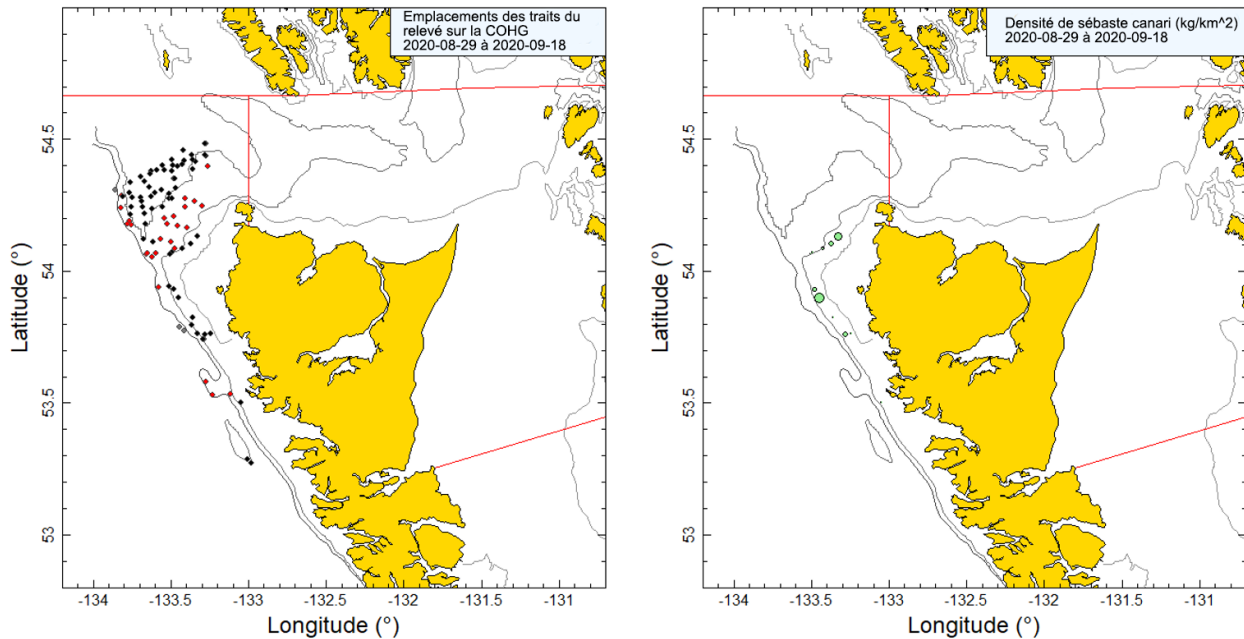 Emplacements des traits du
relevé sur la COHG
2020-08-29 à 2020-09-18
54.5
54
53.5
53
Latitude (°)
-134
-133.5
-133
-132.5
-132
-131.5
-131
Longitude (°)
Densité de sébaste canari (kg/km^2)
2020-08-29 à 2020-09-18
54.5
54
53.5
53
Latitude (°)
-134
-133.5
-133
-132.5
-132
-131.5
-131
Longitude (°)